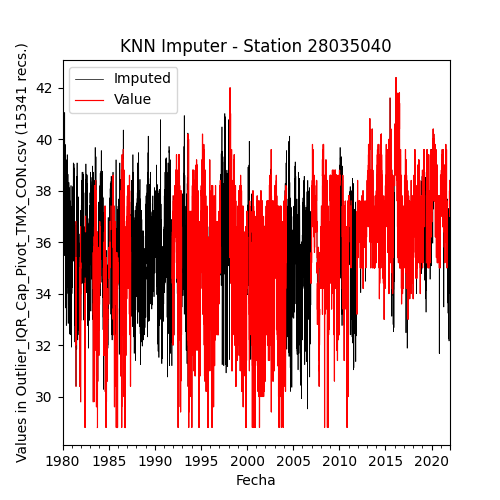 KNN Imputer - Station 28035040
Imputed
Value
42
40
38
36
34
32
30
Values in Outlier_IQR_Cap_Pivot_TMX_CON.csv (15341 recs.)
1980 1985 1990 1995 2000 2005 2010 2015 2020
Fecha